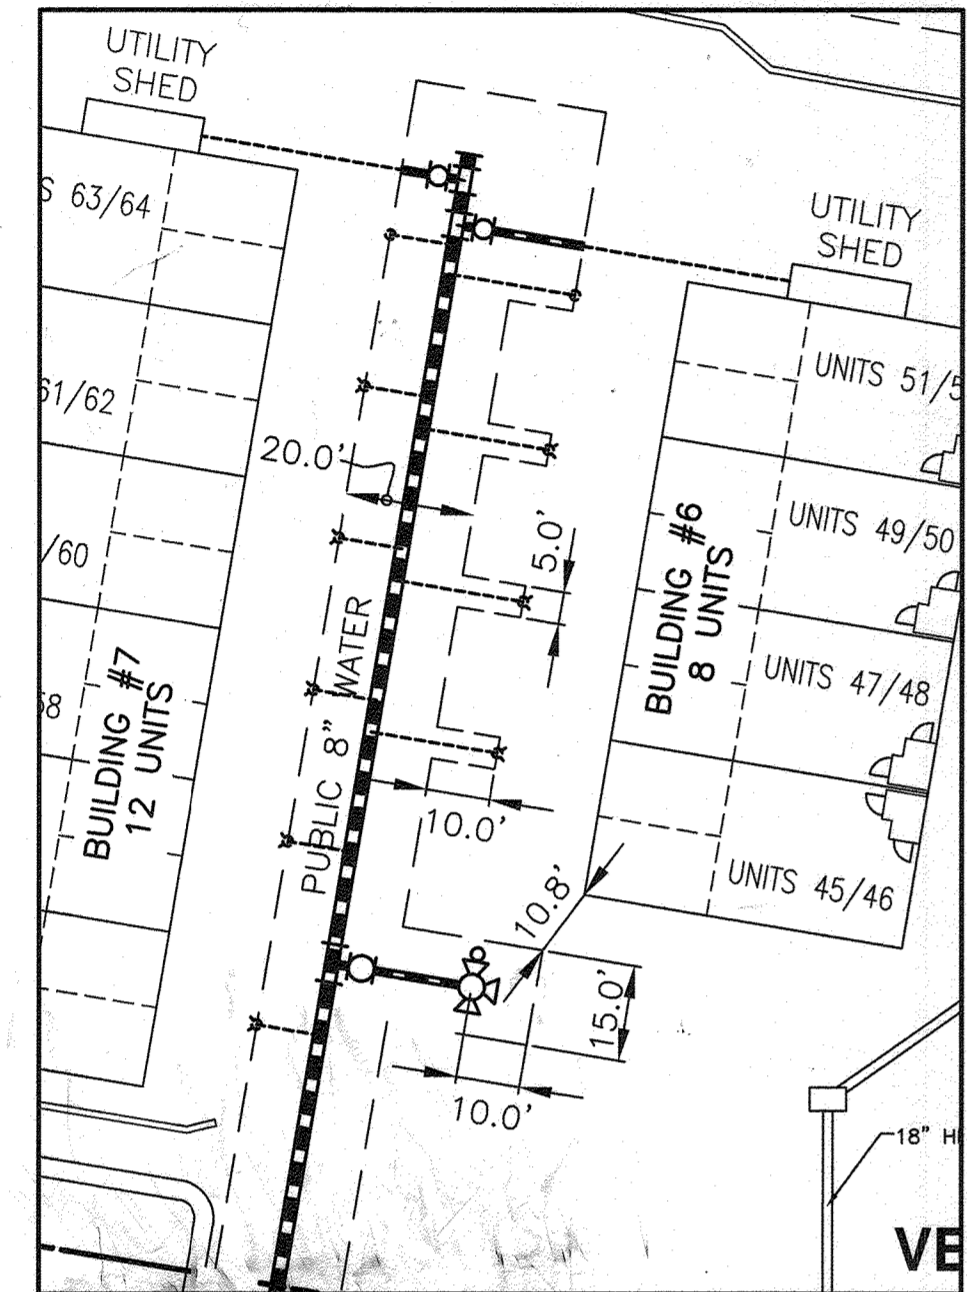 UTILITY
SHED
S 63/64
UTILITY
SHED
UNITS 51/5
61/62
20.0'
UNITS 49/50
5.0'
BUILDING #6
8 UNITS
/60
PUBLIC 8" WATER
UNITS 47/48
BUILDING #7
12 UNITS
58
10.0'
UNITS 45/46
10.8'
15.0'
10.0'
18" H
VE